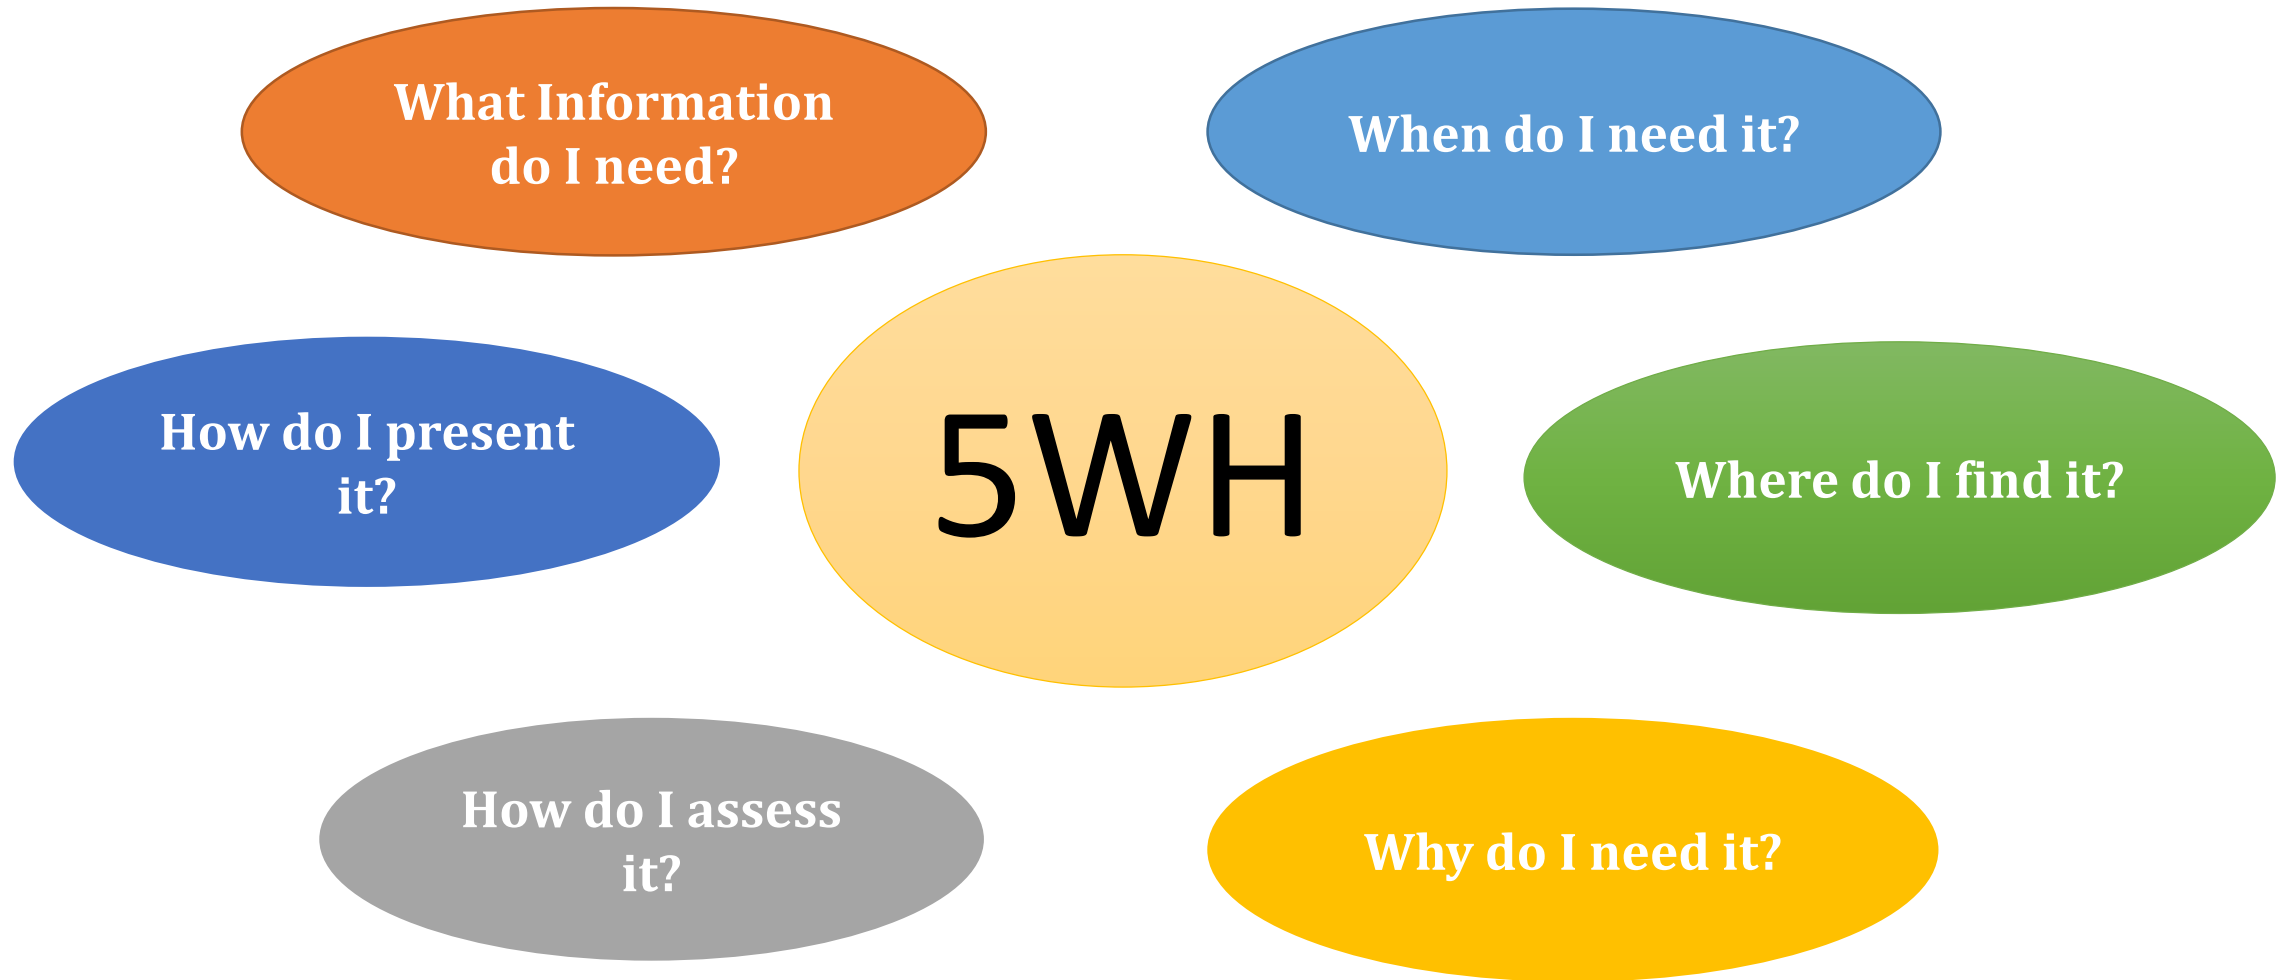 What Information
do I need?
When do I need it?
How do I present
it?
5WH
Where do I find it?
How do I assess
it?
Why do I need it?